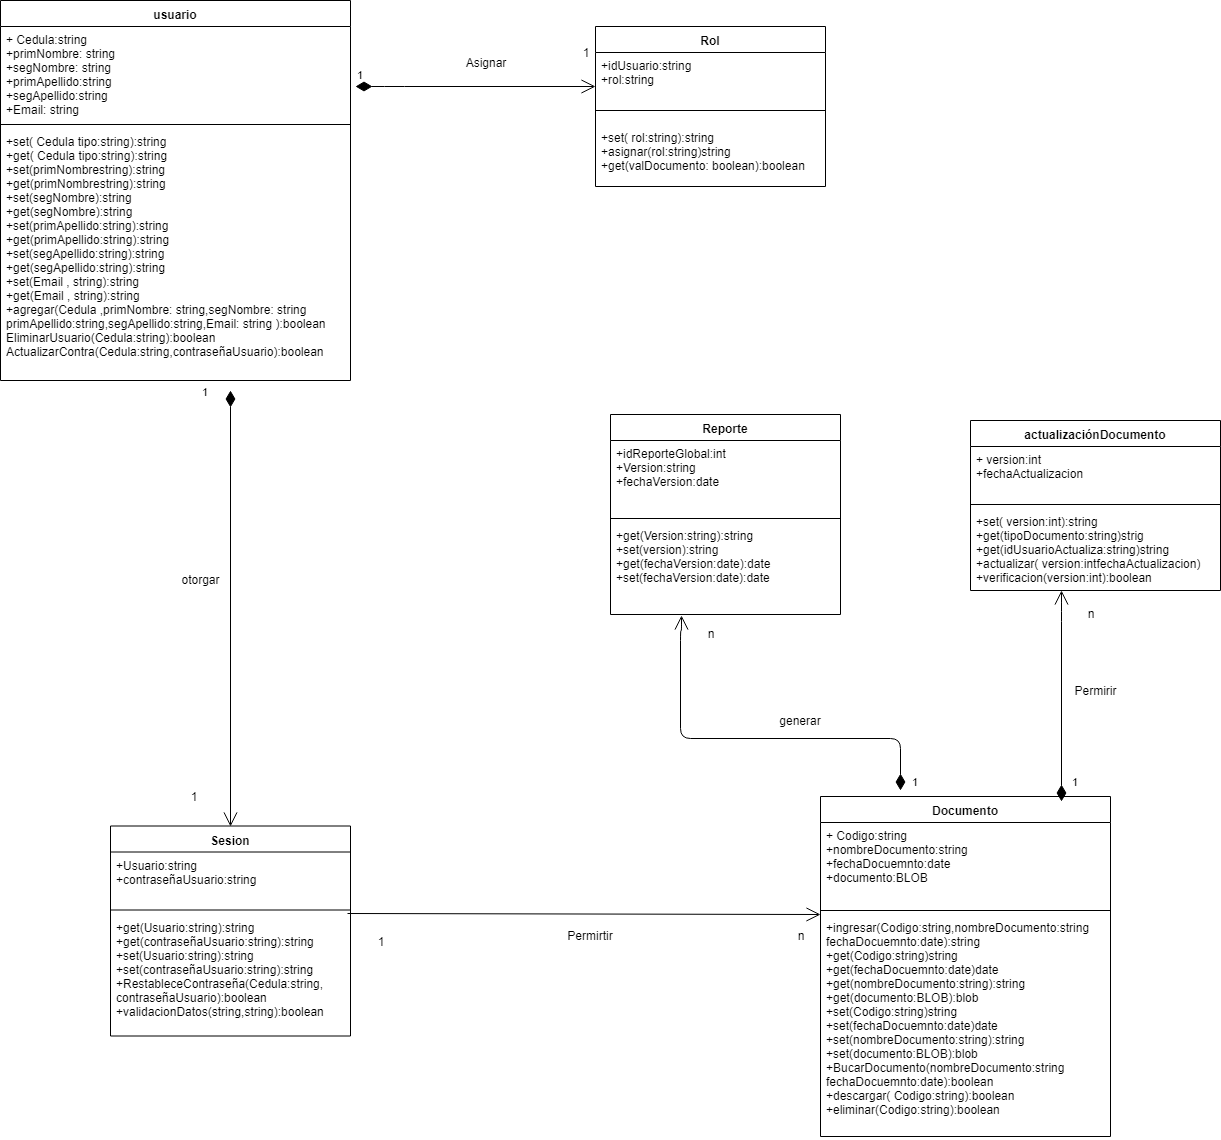 usuario
+ Cedula:string
+primNombre: string
+segNombre: string
+primApellido:string
+segApellido:string
+Email: string
+set( Cedula tipo:string):string
+get( Cedula tipo:string):string
+set(primNombrestring):string
+get(primNombrestring):string
+set(segNombre):string
+get(segNombre):string
+set(primApellido:string):string
+get(primApellido:string):string
+set(segApellido:string):string
+get(segApellido:string):string
+set(Email , string):string
+get(Email , string):string
+agregar(Cedula ,primNombre: string,segNombre: string
primApellido:string,segApellido:string,Email: string ):boolean
EliminarUsuario(Cedula:string):boolean
ActualizarContra(Cedula:string,contraseñaUsuario):boolean
1
Asignar
1
Rol
+idUsuario:string
+rol:string
+set( rol:string):string
+asignar(rol:string)string
+get(valDocumento: boolean):boolean
1
otorgar
1
Reporte
+idReporteGlobal:int
+Version:string
+fechaVersion:date
+get(Version:string):string
+set(version):string
+get(fechaVersion:date):date
+set(fechaVersion:date):date
n
generar
1
actualizaciónDocumento
+ version:int
+fechaActualizacion
+set( version:int):string
+get(tipoDocumento:string)strig
+get(idUsuarioActualiza:string)string
+actualizar( version:intfechaActualizacion)
+verificacion(version:int):boolean
n
Permirir
1
Sesion
+Usuario:string
+contraseñaUsuario:string
+get(Usuario:string):string
+get(contraseñaUsuario:string):string
+set(Usuario:string):string
+set(contraseñaUsuario:string):string
+RestableceContraseña(Cedula:string,
contraseñaUsuario):boolean
+validacionDatos(string,string):boolean
1
Permirtir
n
Documento
+ Codigo:string
+nombreDocumento:string
+fechaDocuemnto:date
+documento:BLOB
+ingresar(Codigo:string,nombreDocumento:string
fechaDocuemnto:date):string
+get(Codigo:string)string
+get(fechaDocuemnto:date)date
+get(nombreDocumento:string):string
+get(documento:BLOB):blob
+set(Codigo:string)string
+set(fechaDocuemnto:date)date
+set(nombreDocumento:string):string
+set(documento:BLOB):blob
+BucarDocumento(nombreDocumento:string
fechaDocuemnto:date):boolean
+descargar( Codigo:string):boolean
+eliminar(Codigo:string):boolean